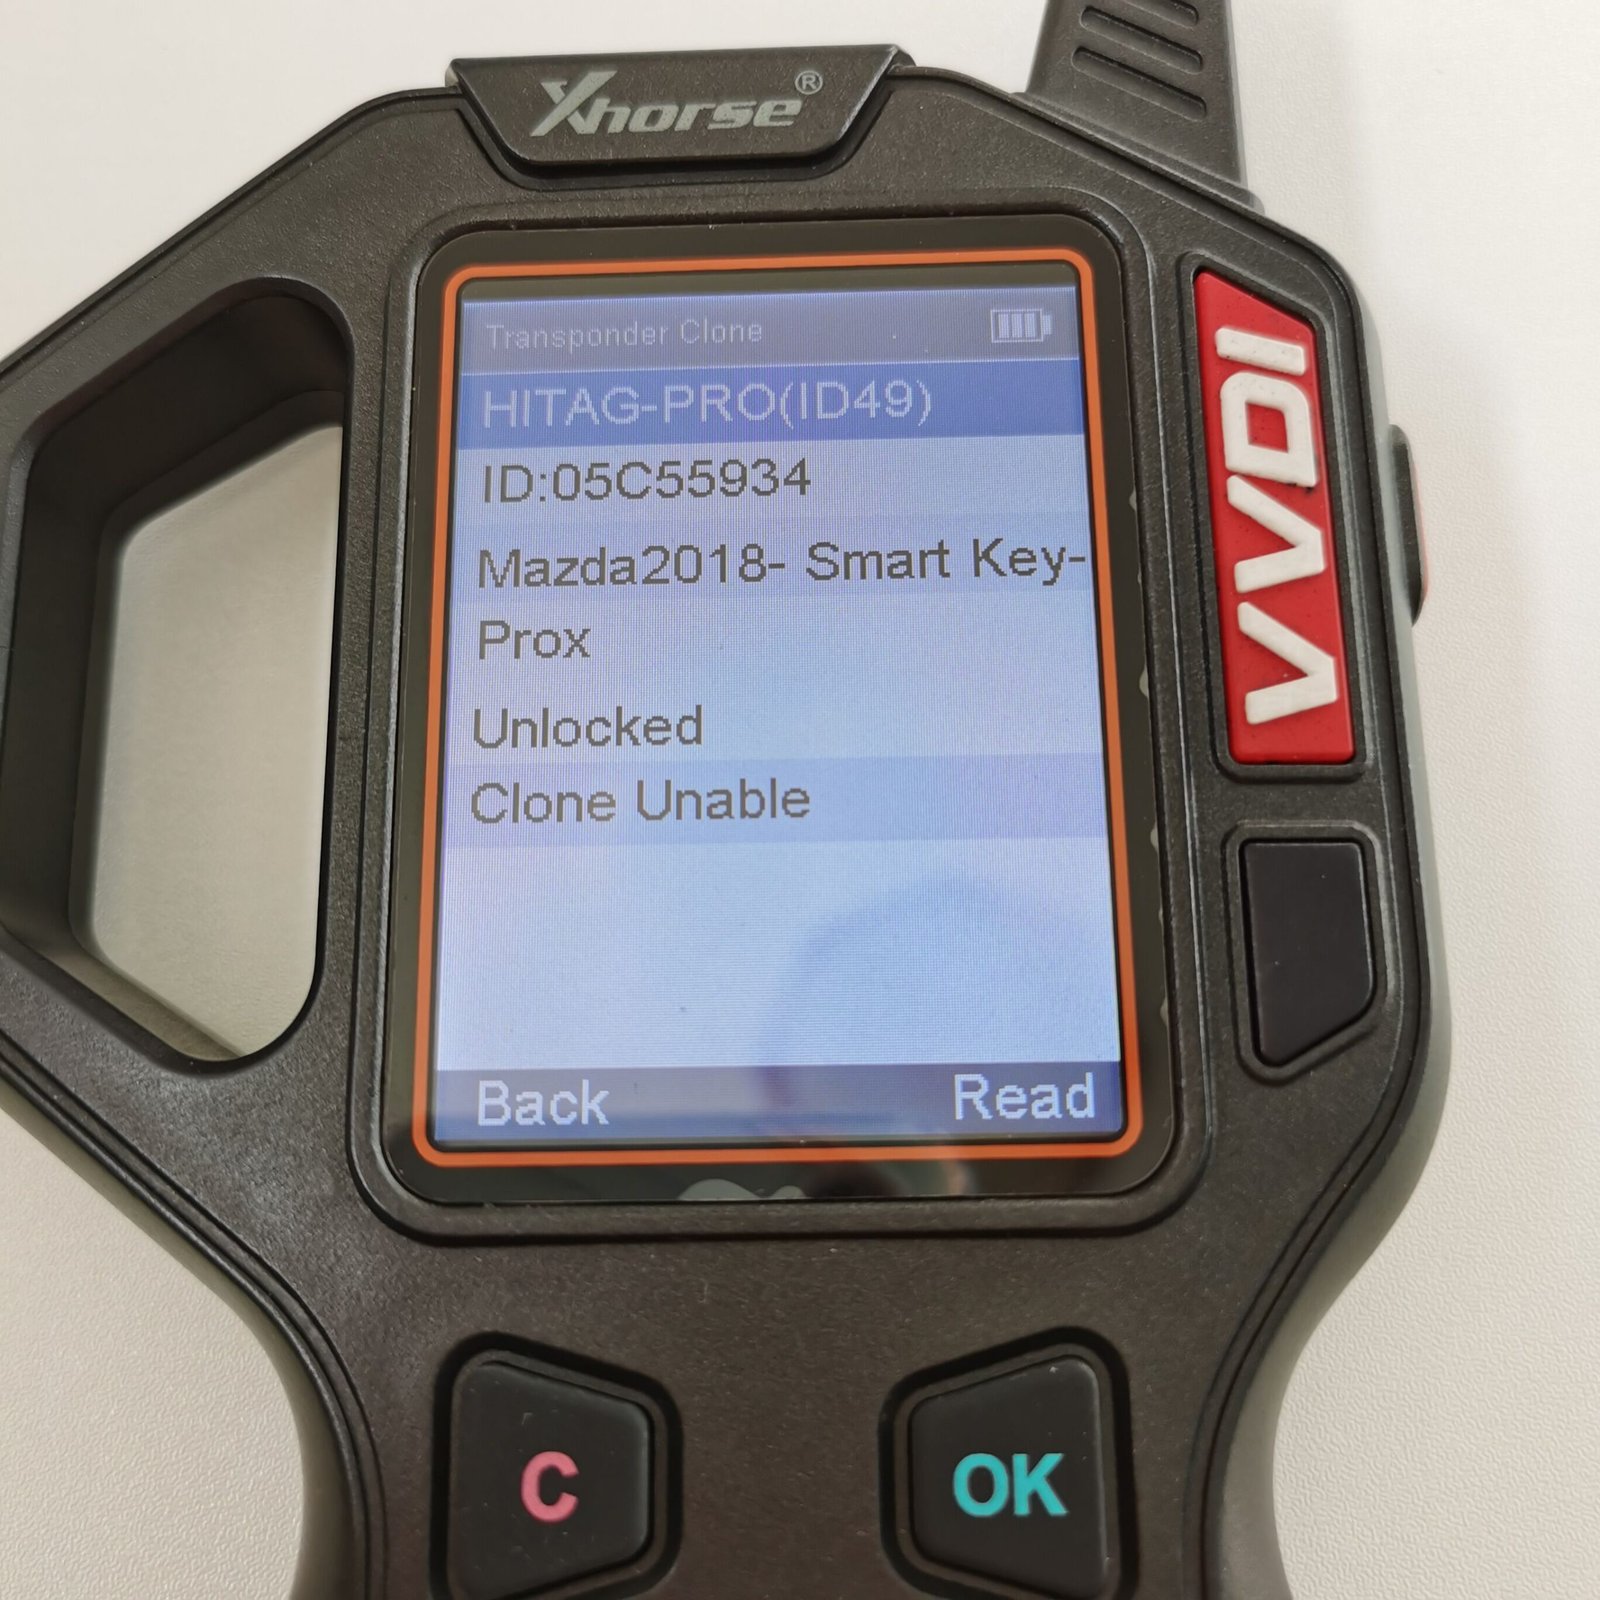 Xhorse®
Transponder Clone
HITAG-PRO(ID49)
ID:05C55934
Mazda2018- Smart Key-
Prox
Unlocked
Clone Unable
Back Read
VVDI
C OK